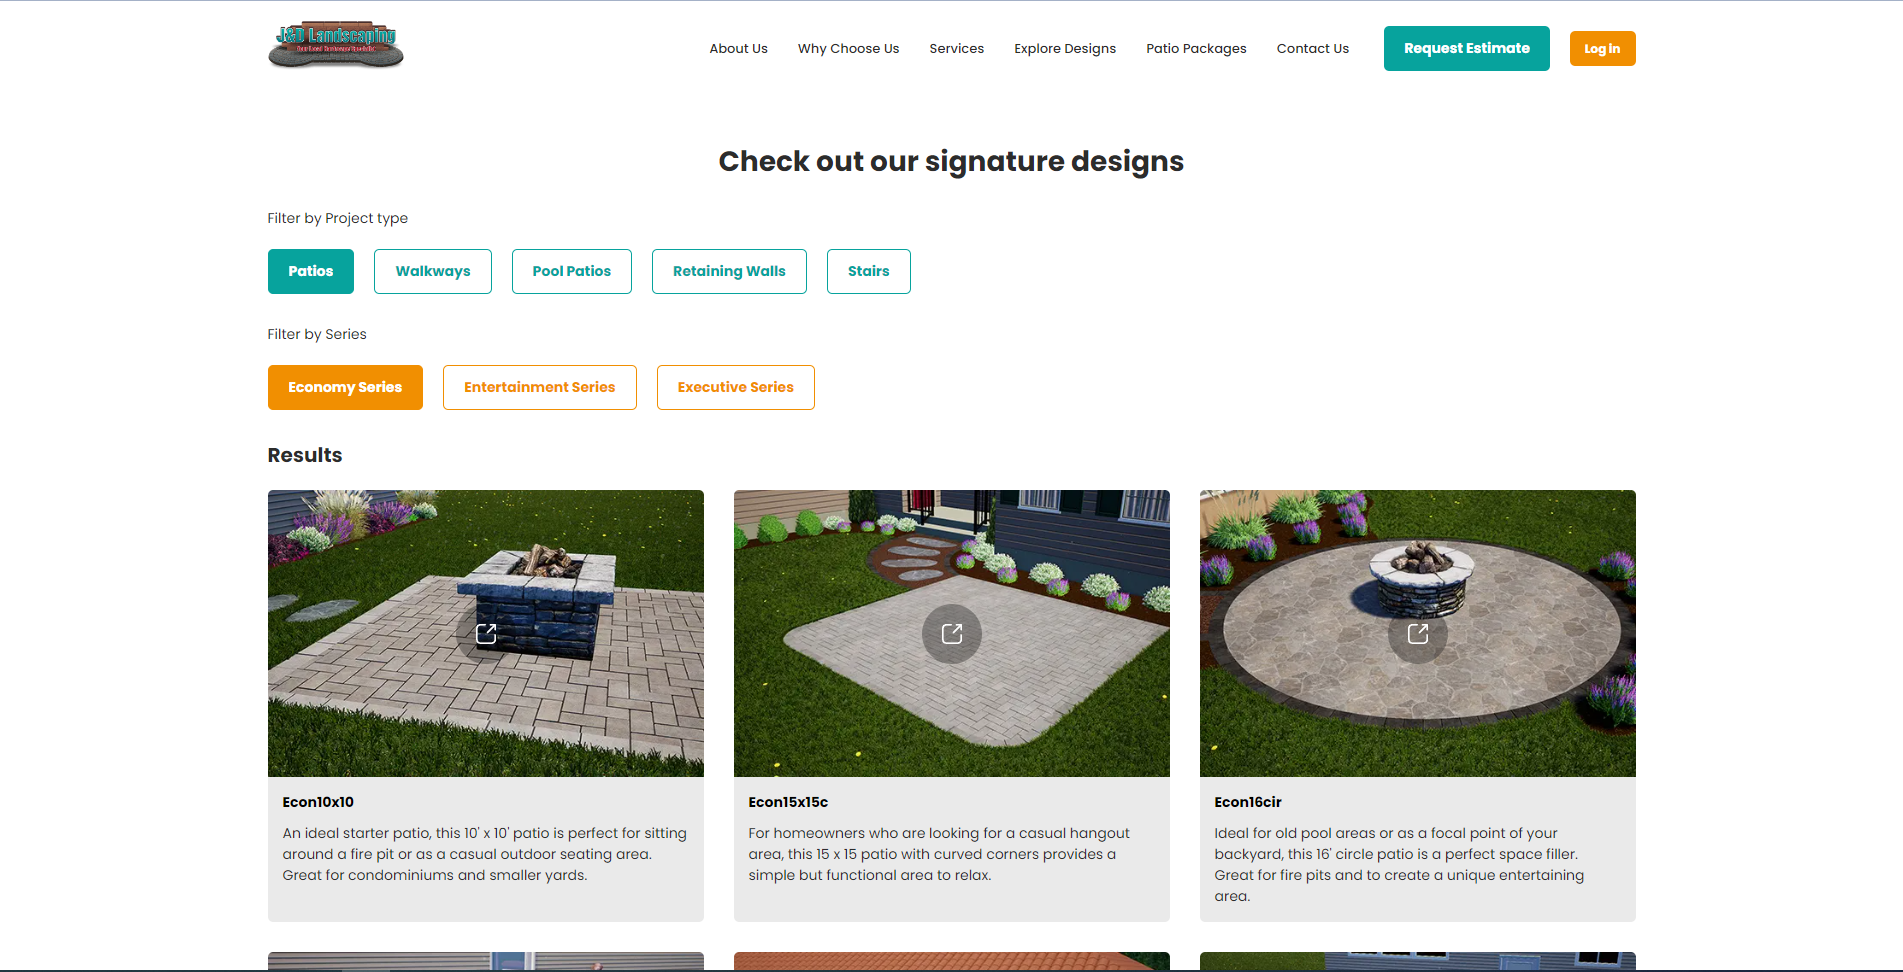 J&D Landscaping
About Us
Why Choose Us
Services
Explore Designs
Patio Packages
Contact Us
Request Estimate
Log In
Check out our signature designs
Filter by Project type
Patios
Walkways
Pool Patios
Retaining Walls
Stairs
Filter by Series
Economy Series
Entertainment Series
Executive Series
Results
Econ10x10
An ideal starter patio, this 10' x 10' patio is perfect for sitting
around a fire pit or as a casual outdoor seating area.
Great for condominiums and smaller yards.
Econ15x15c
For homeowners who are looking for a casual hangout
area, this 15 x 15 patio with curved corners provides a
simple but functional area to relax.
Econ16cir
Ideal for old pool areas or as a focal point of your
backyard, this 16' circle patio is a perfect space filler.
Great for fire pits and to create a unique entertaining
area.